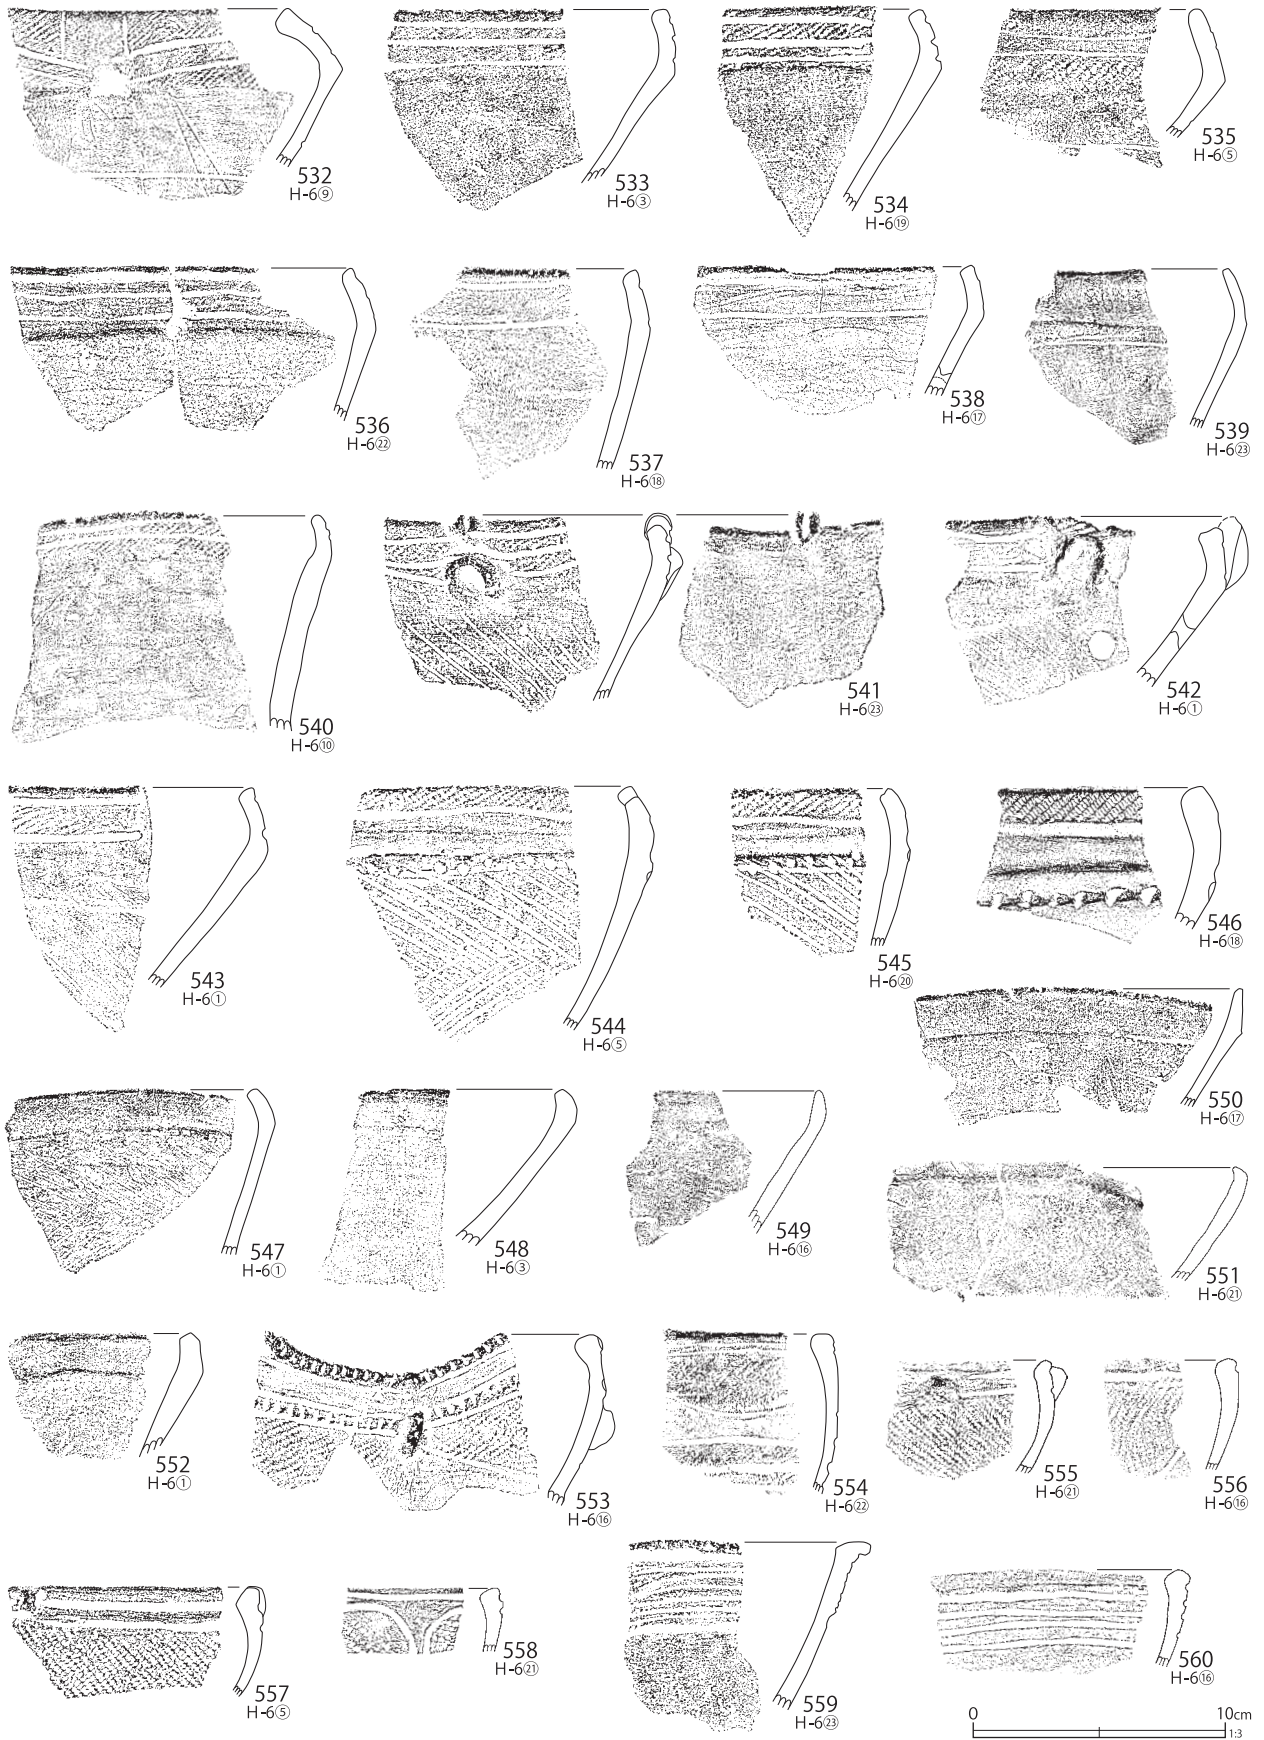 532
H-6⑨
533
H-6③
534
H-6⑲
535
H-6⑤
536
H-6㉒
537
H-6⑱
538
H-6⑰
539
H-6㉓
540
H-6⑩
541
H-6㉓
542
H-6①
543
H-6①
544
H-6⑤
545
H-6⑳
546
H-6⑱
547
H-6①
548
H-6③
549
H-6⑯
550
H-6⑰
551
H-6㉑
552
H-6①
553
H-6⑯
554
H-6㉒
555
H-6㉑
556
H-6⑯
557
H-6⑤
558
H-6㉑
559
H-6㉓
560
H-6⑯
0 10cm
1:3